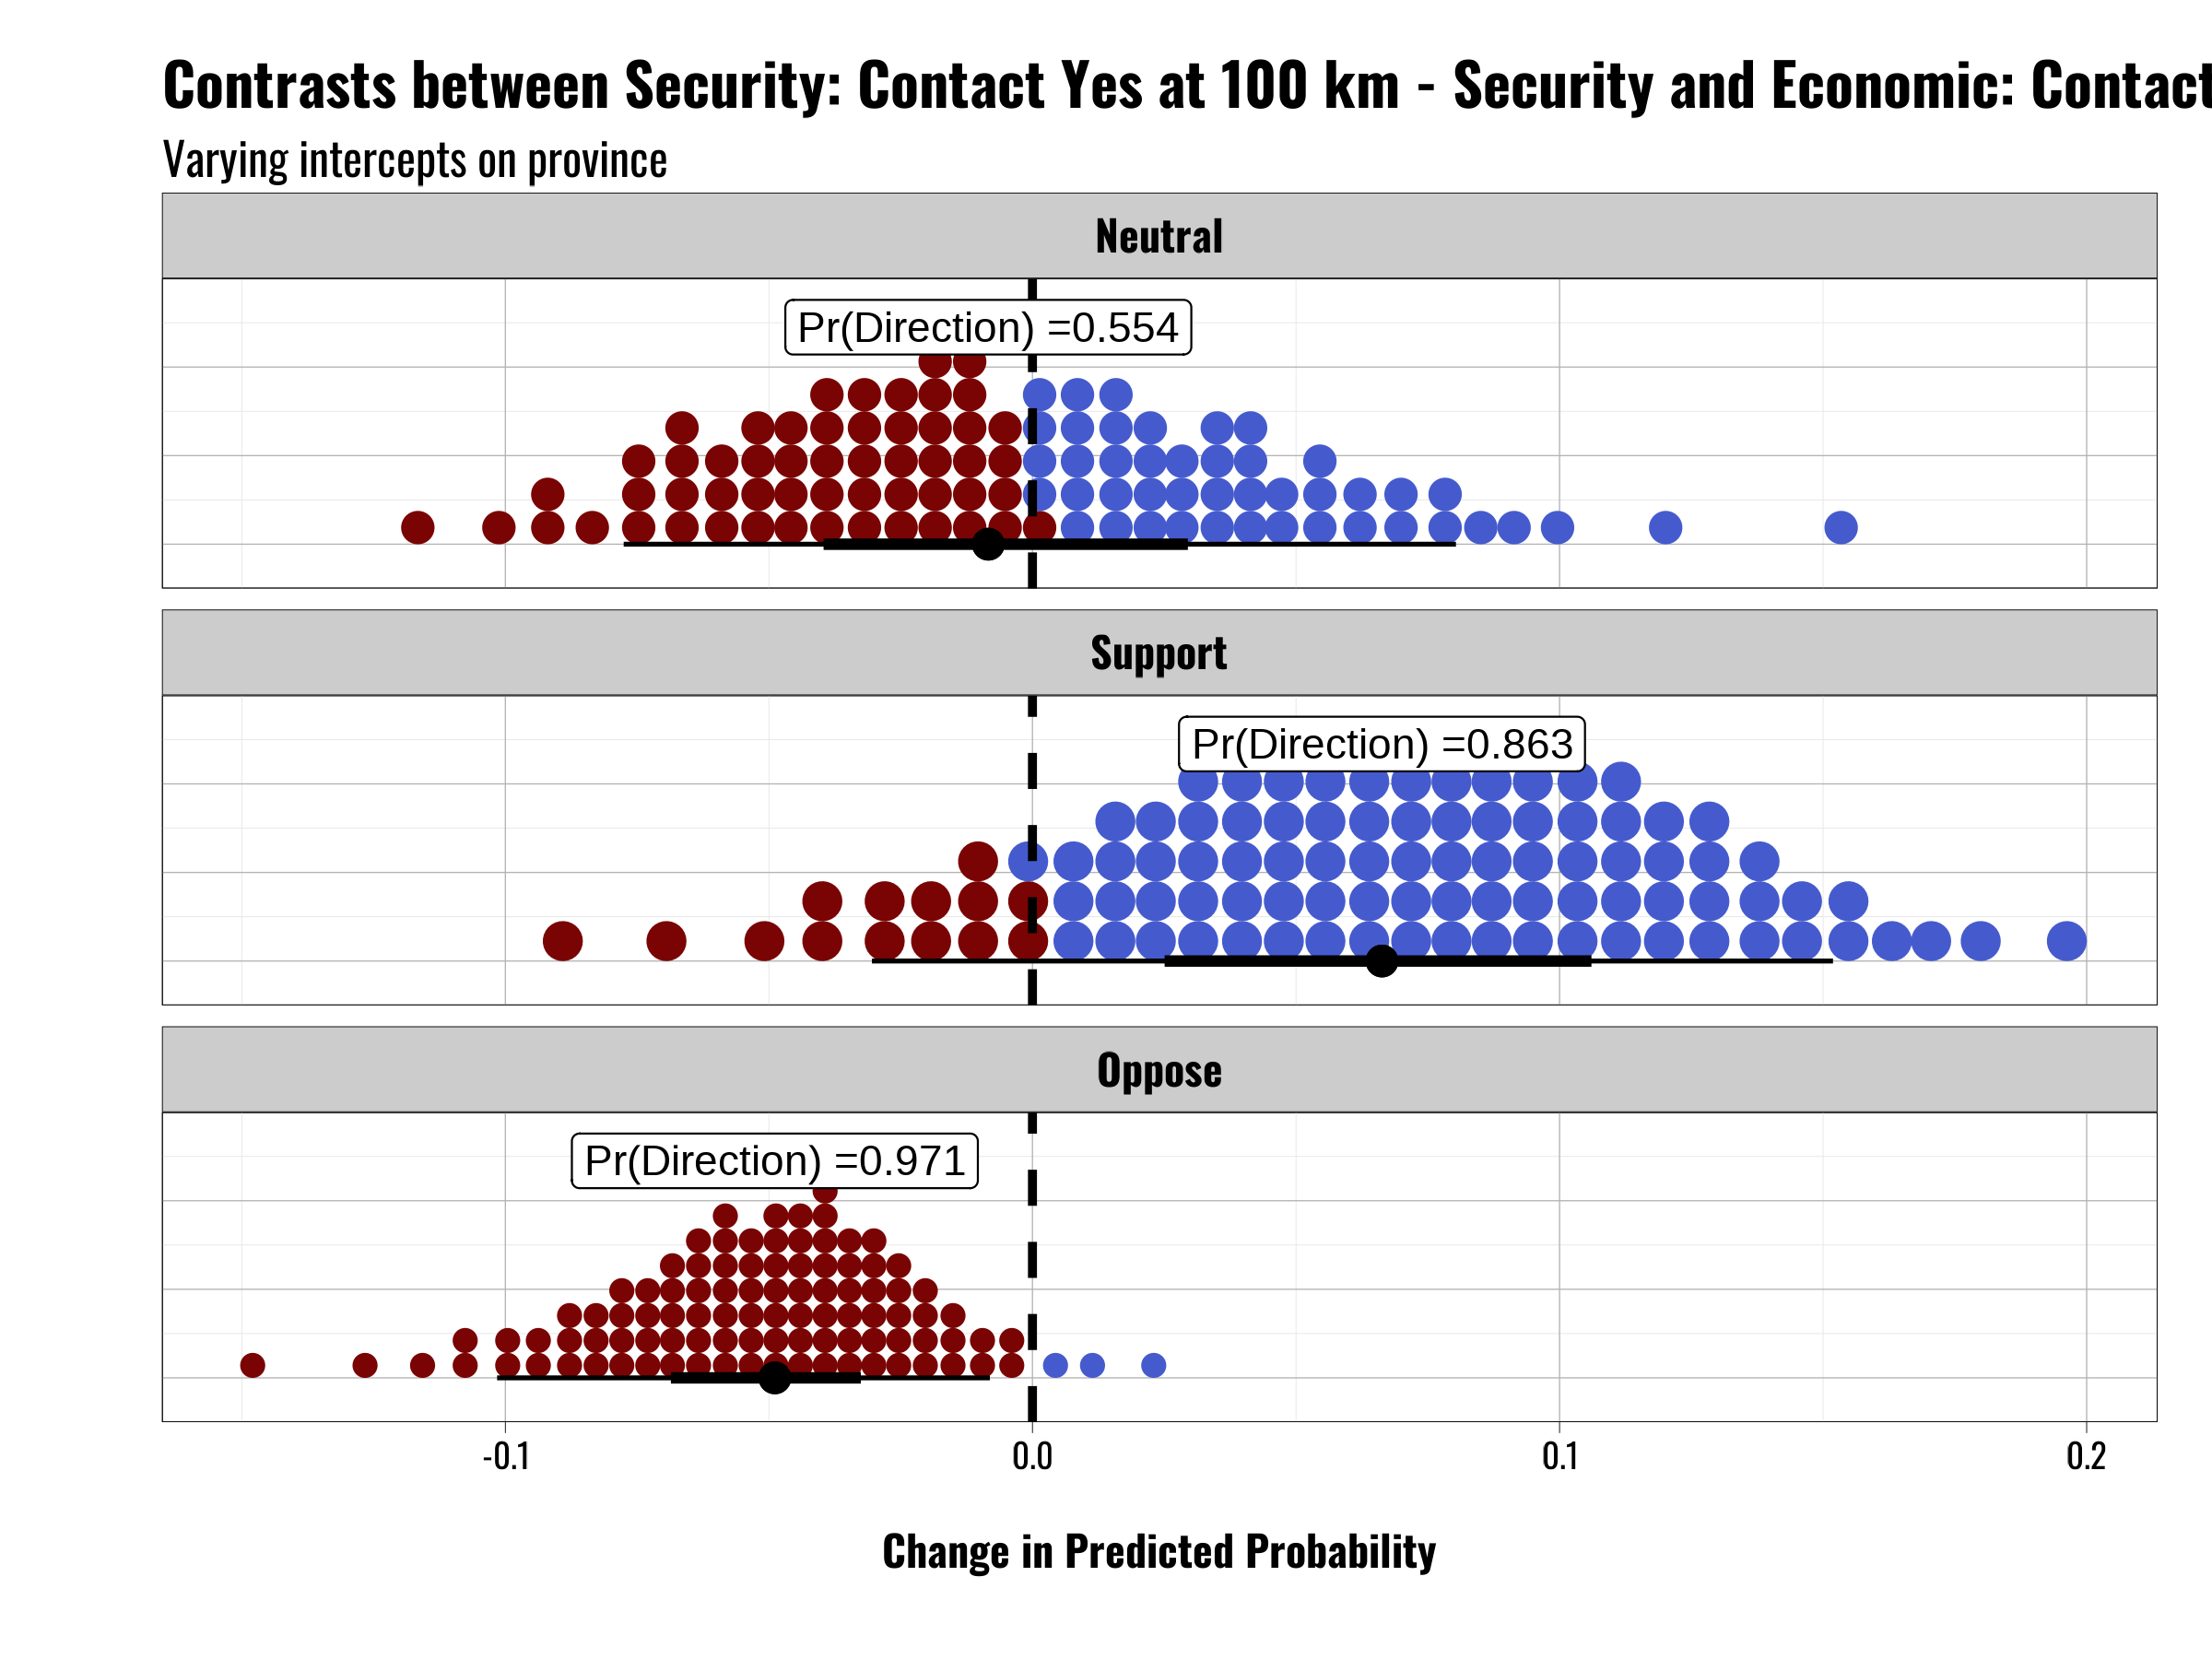 Contrasts between Security: Contact Yes at 100 km - Security and Economic: Contact
Varying intercepts on province
Neutral
Pr(Direction) =0.554
Support
Pr(Direction) =0.863
Oppose
Pr(Direction) =0.971
-0.1 0.0 0.1 0.2
Change in Predicted Probability